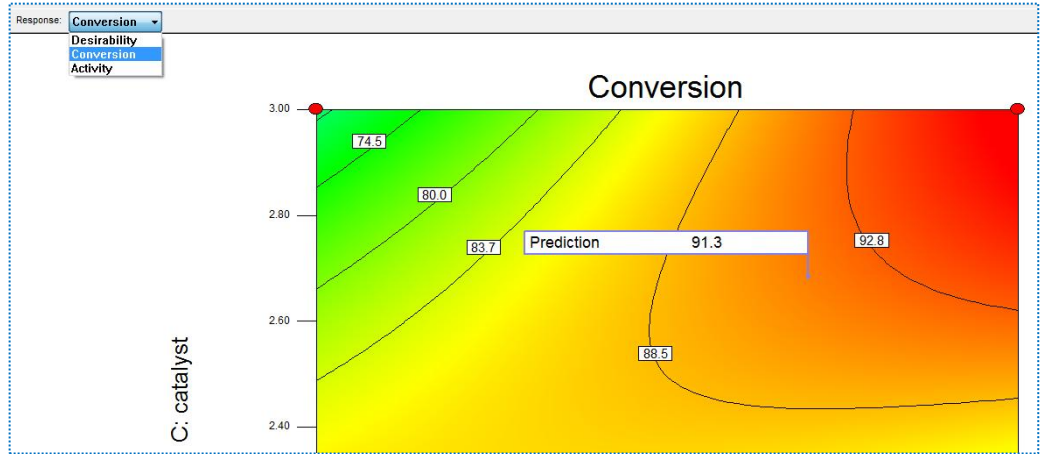 Response: Conversion
Desirability
Conversion
Activity
Conversion
3.00
74.5
80.0
2.80
83.7
Prediction 91.3
92.8
2.60
88.5
C: catalyst
2.40